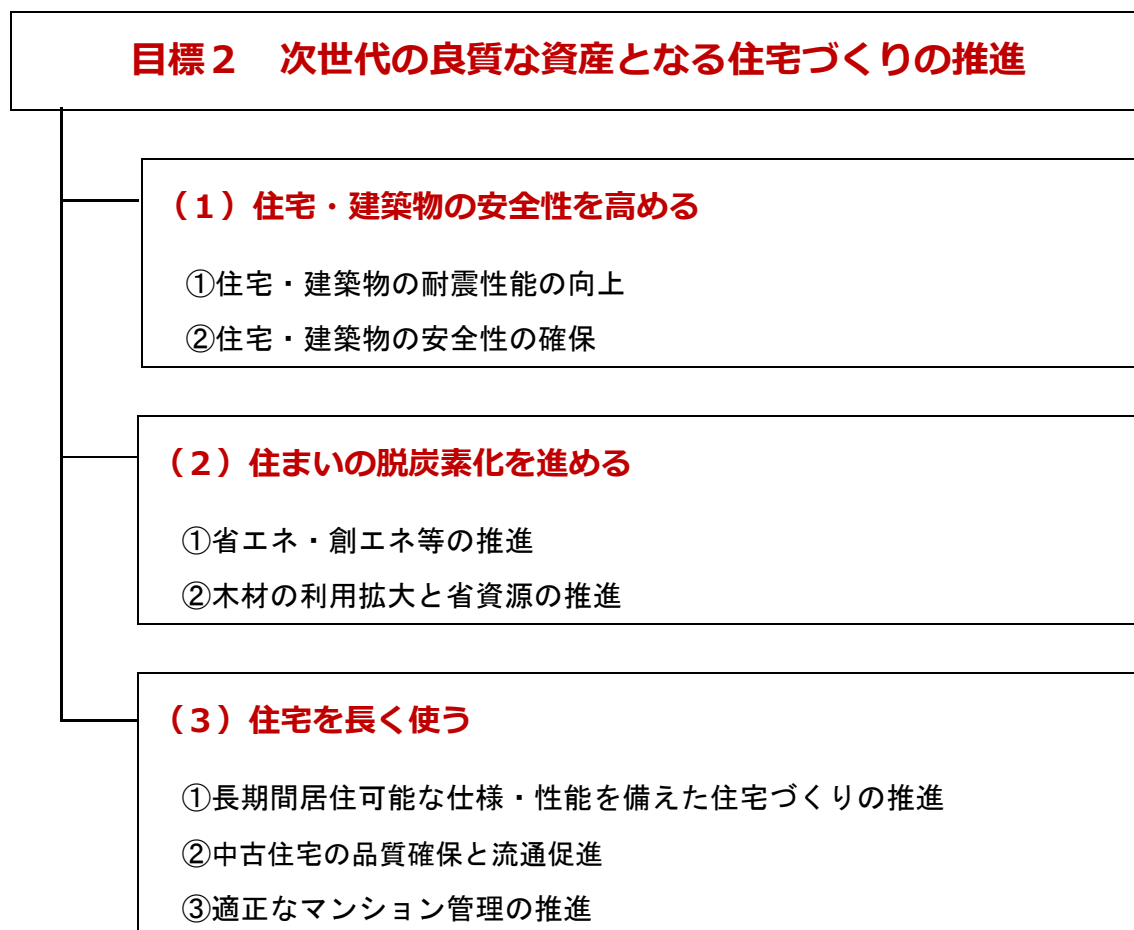 目標２　次世代の良質な資産となる住宅づくりの推進
（１）住宅・建築物の安全性を高める
①住宅・建築物の耐震性能の向上
②住宅・建築物の安全性の確保
（２）住まいの脱炭素化を進める
①省エネ・創エネ等の推進
②木材の利用拡大と省資源の推進
（３）住宅を長く使う
①長期間居住可能な仕様・性能を備えた住宅づくりの推進
②中古住宅の品質確保と流通促進
③適正なマンション管理の推進